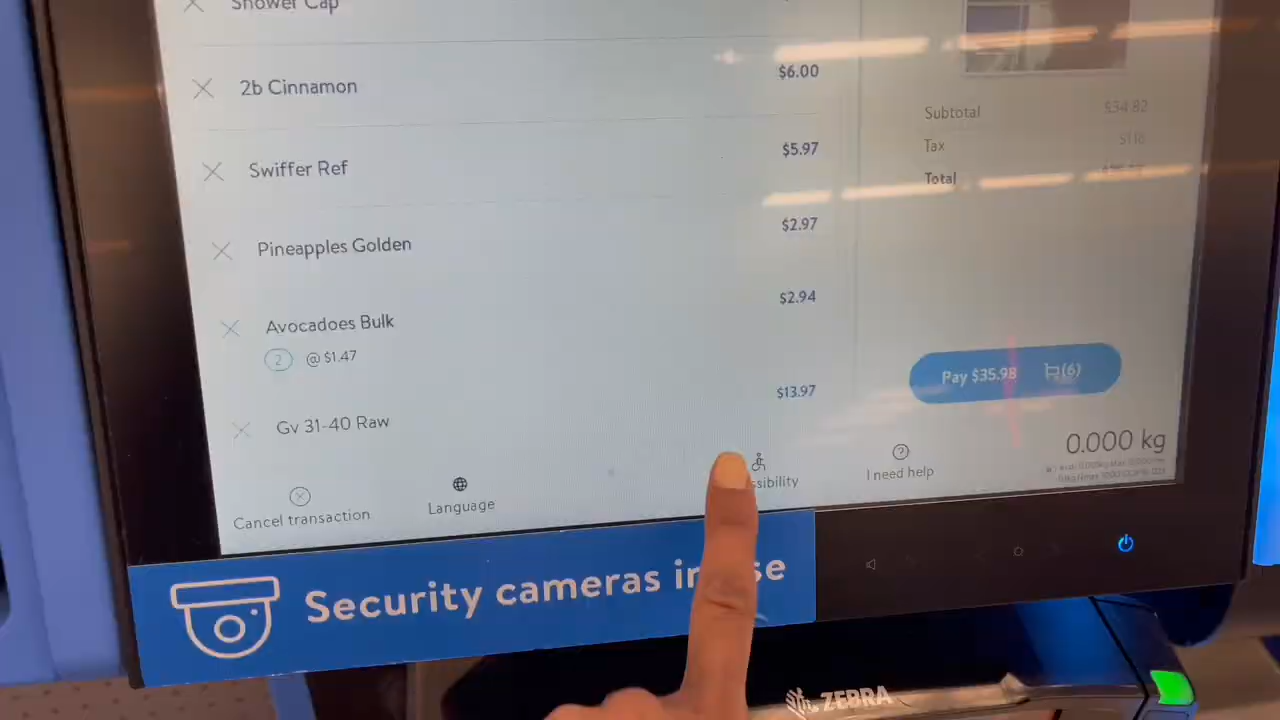 Shower Cap
2b Cinnamon
$6.00
Swiffer Ref
$5.97
Pineapples Golden
$2.97
Avocadoes Bulk
$2.94
2 @ $1.47
Gv 31-40 Raw
$13.97
Subtotal $34.82
Tax
Total
Pay $35.98 (6)
0.000 kg
Cancel transaction
Language
ssibility
I need help
Security cameras in se
ZEBRA